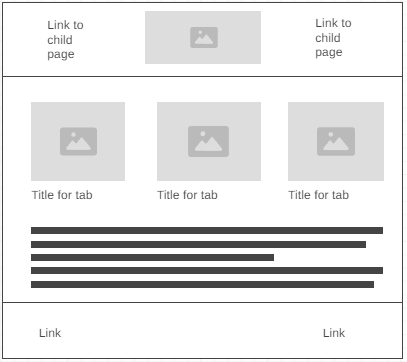 Link to
child
page
Link to
child
page
Title for tab
Title for tab
Title for tab
Link
Link